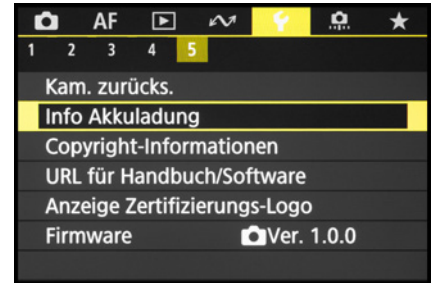 AF
1 2 3 4 5
Kam. zurücks.
Info Akkuladung
Copyright-Informationen
URL für Handbuch/Software
Anzeige Zertifizierungs-Logo
Firmware Ver. 1.0.0